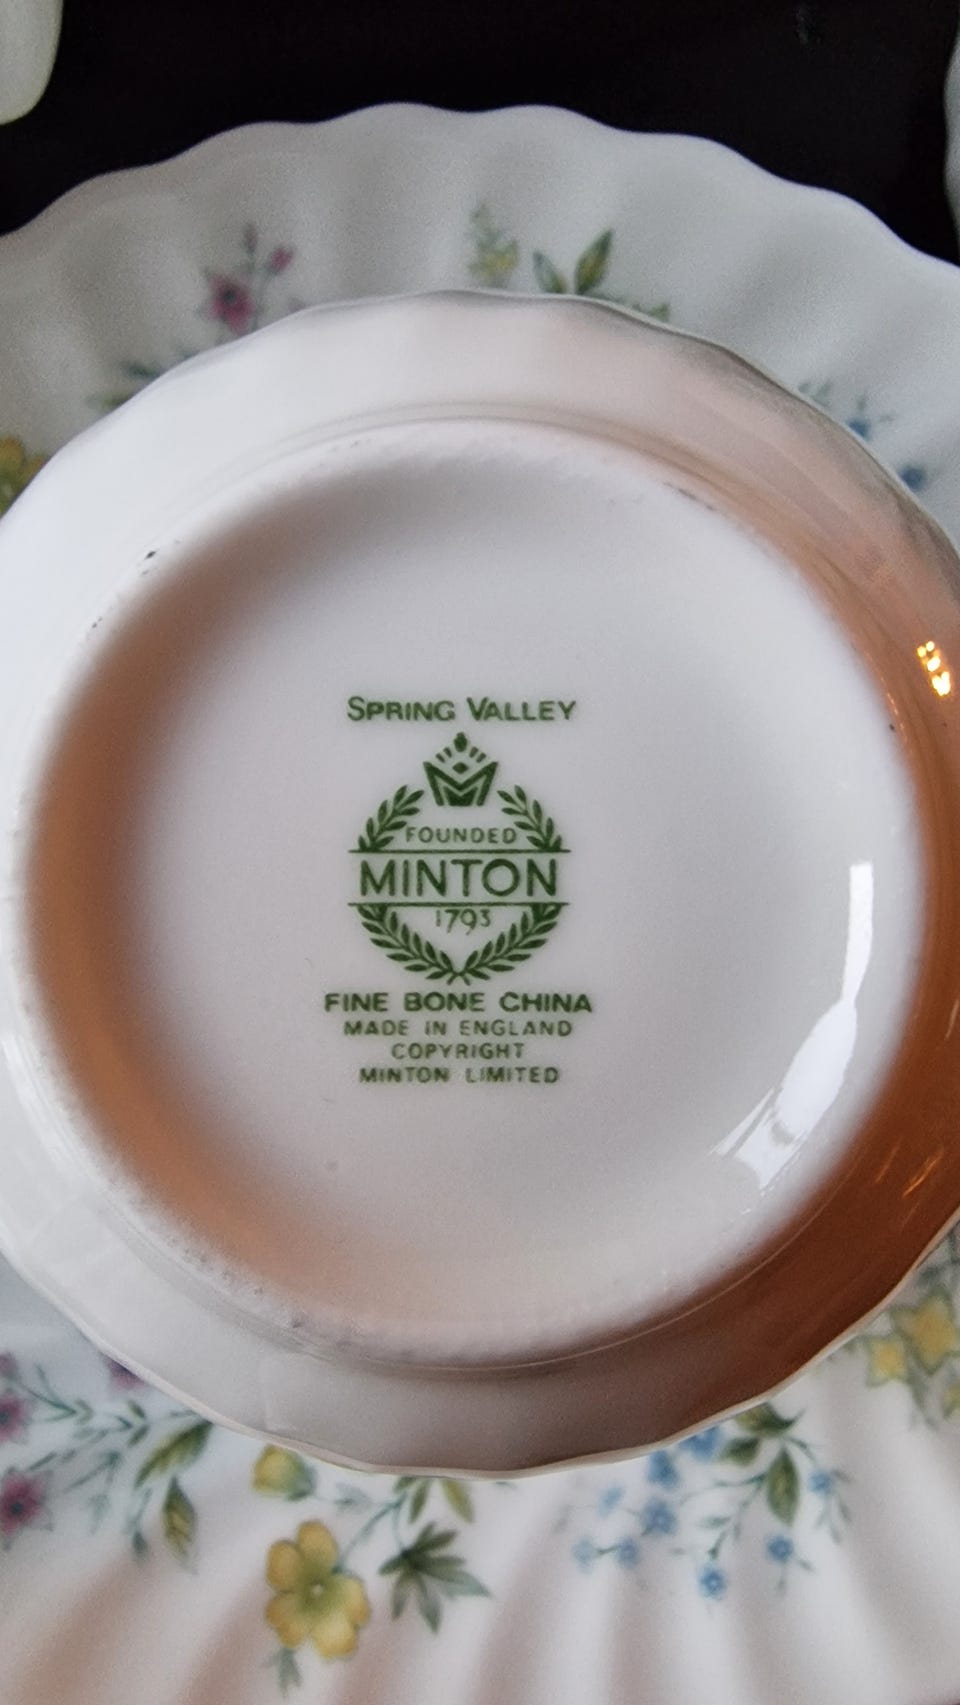 SPRING VALLEY
FOUNDED
MINTON
1793
FINE BONE CHINA
MADE IN ENGLAND
COPYRIGHT
MINTON LIMITED